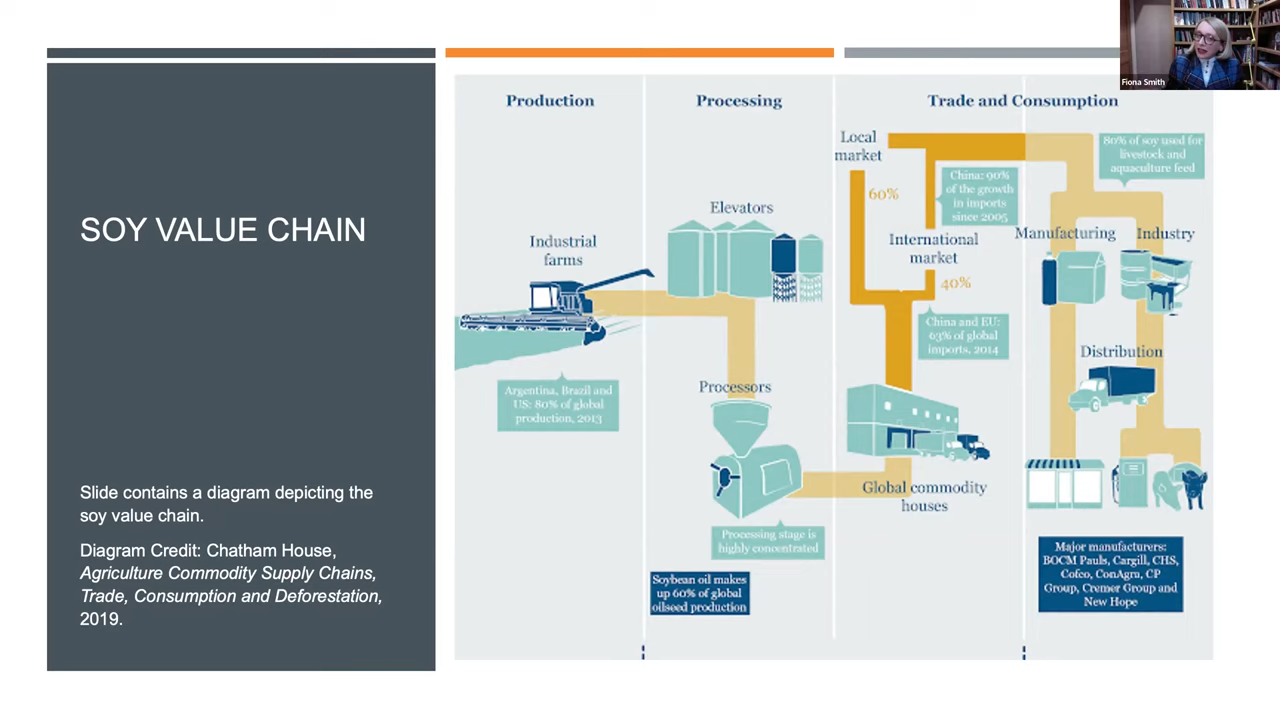 SOY VALUE CHAIN
Slide contains a diagram depicting the
soy value chain.
Diagram Credit: Chatham House,
Agriculture Commodity Supply Chains,
Trade, Consumption and Deforestation,
2019.
Production
Processing
Trade and Consumption
Industrial
farms
Argentina, Brazil and
US: 80% of global
production, 2013
Elevators
Processors
Processing stage is
highly concentrated
Soybean oil makes
up 60% of global
oilseed production
Local
market
60%
China: 90%
of the growth
in imports
since 2005
International
market
40%
China and EU:
63% of global
imports, 2014
Global commodity
houses
80% of soy used for
livestock and
aquaculture feed
Manufacturing
Industry
Distribution
Major manufacturers:
BOCM Pauls, Cargill, CHS,
Cofco, ConAgra, CP
Group, Cremer Group and
New Hope
Fiona Smith